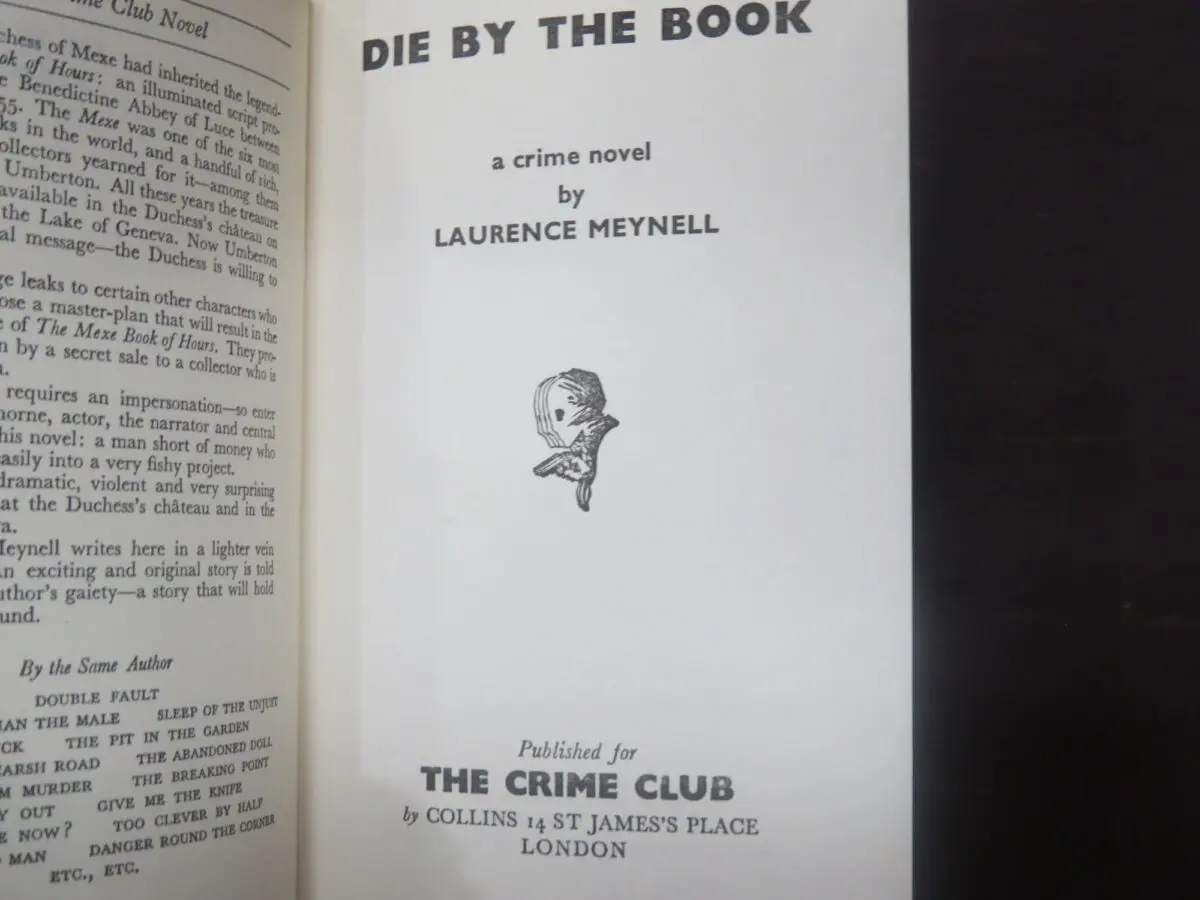 me Club Novel
chess of Mexe had inherited the legend-
ok of Hours: an illuminated script pro-
e Benedictine Abbey of Luce between
55. The Mexe was one of the six most
ks in the world, and a handful of rich,
ollectors yearned for it—among them
Umberton. All these years the treasure
available in the Duchess's château on
the Lake of Geneva. Now Umberton
al message—the Duchess is willing to
ge leaks to certain other characters who
ose a master-plan that will result in the
e of The Mexe Book of Hours. They pro-
n by a secret sale to a collector who is
requires an impersonation—so enter
horne, actor, the narrator and central
his novel: a man short of money who
asily into a very fishy project.
dramatic, violent and very surprising
at the Duchess's château and in the
a.
Meynell writes here in a lighter vein
An exciting and original story is told
uthor's gaiety—a story that will hold
und.
By the Same Author
DOUBLE FAULT
IAN THE MALE SLEEP OF THE UNJUST
CK THE PIT IN THE GARDEN
ARSH ROAD THE ABANDONED DOLL
M MURDER THE BREAKING POINT
Y OUT GIVE ME THE KNIFE
E NOW? TOO CLEVER BY HALF
MAN DANGER ROUND THE CORNER
ETC., ETC.
DIE BY THE BOOK
a crime novel
by
LAURENCE MEYNELL
Published for
THE CRIME CLUB
by COLLINS 14 ST JAMES'S PLACE
LONDON